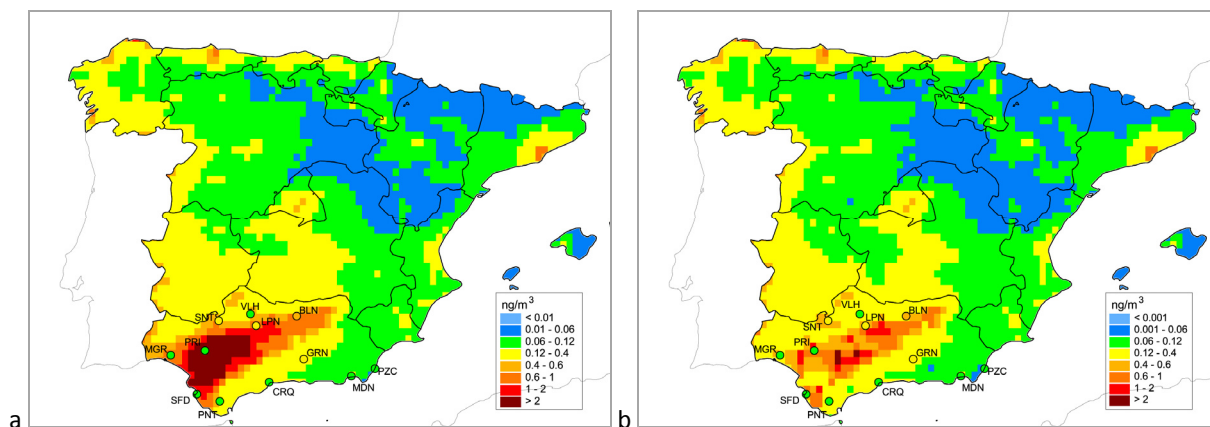 VLH
BLN
SNT
LPN
PRI
MGR
GRN
PZC
MDN
CRQ
SFD
PNT
ng/m3
< 0.01
0.01 - 0.06
0.06 - 0.12
0.12 - 0.4
0.4 - 0.6
0.6 - 1
1 - 2
> 2
a
VLH
BLN
SNT
LPN
PRI
MGR
GRN
PZC
MDN
CRQ
SFD
PNT
ng/m3
< 0.001
0.001 - 0.06
0.06 - 0.12
0.12 - 0.4
0.4 - 0.6
0.6 - 1
1 - 2
> 2
b